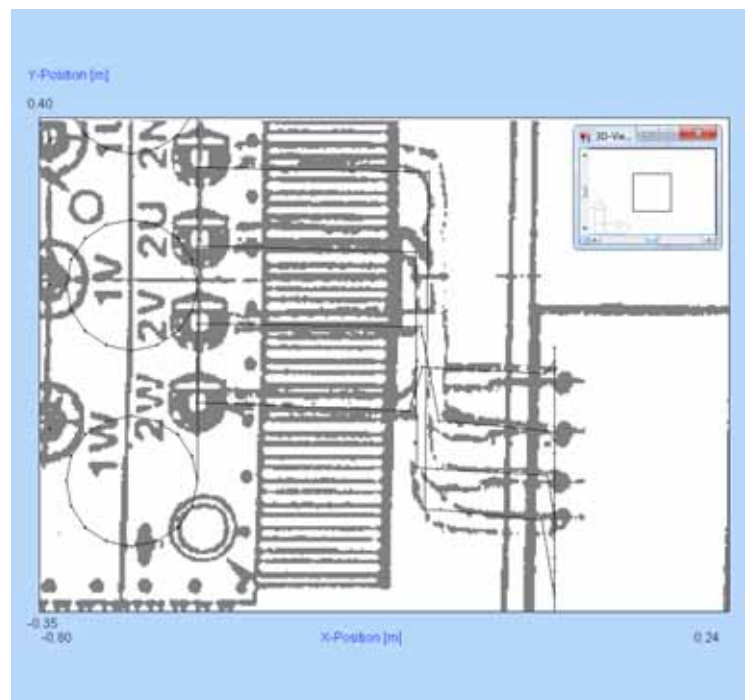 Y-Position [m]
0.40
3D-Vie...
2N
2U
1V
2V
2W
1W
-0.35
-0.80
X-Position [m]
0.24